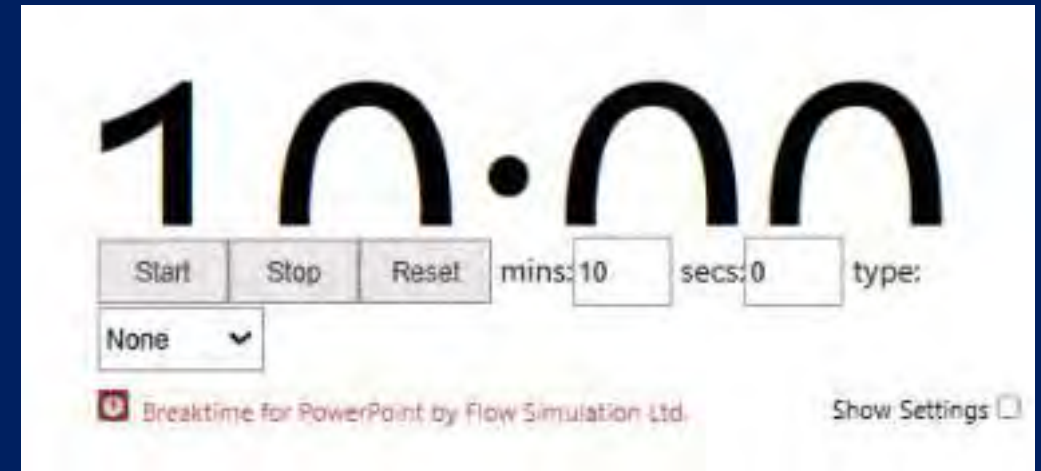 10:00
Start Stop Reset mins: 10 secs: 0 type:
None
Breaktime for PowerPoint by Flow Simulation Ltd. Show Settings